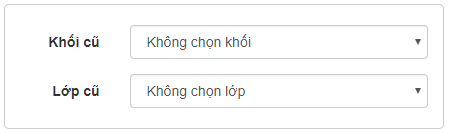 Khối cũ Không chọn khối
Lớp cũ Không chọn lớp